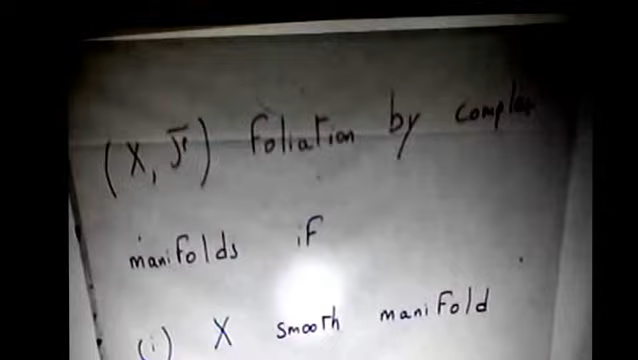 (X, F) foliation by complex
manifolds if
(i) X smooth manifold